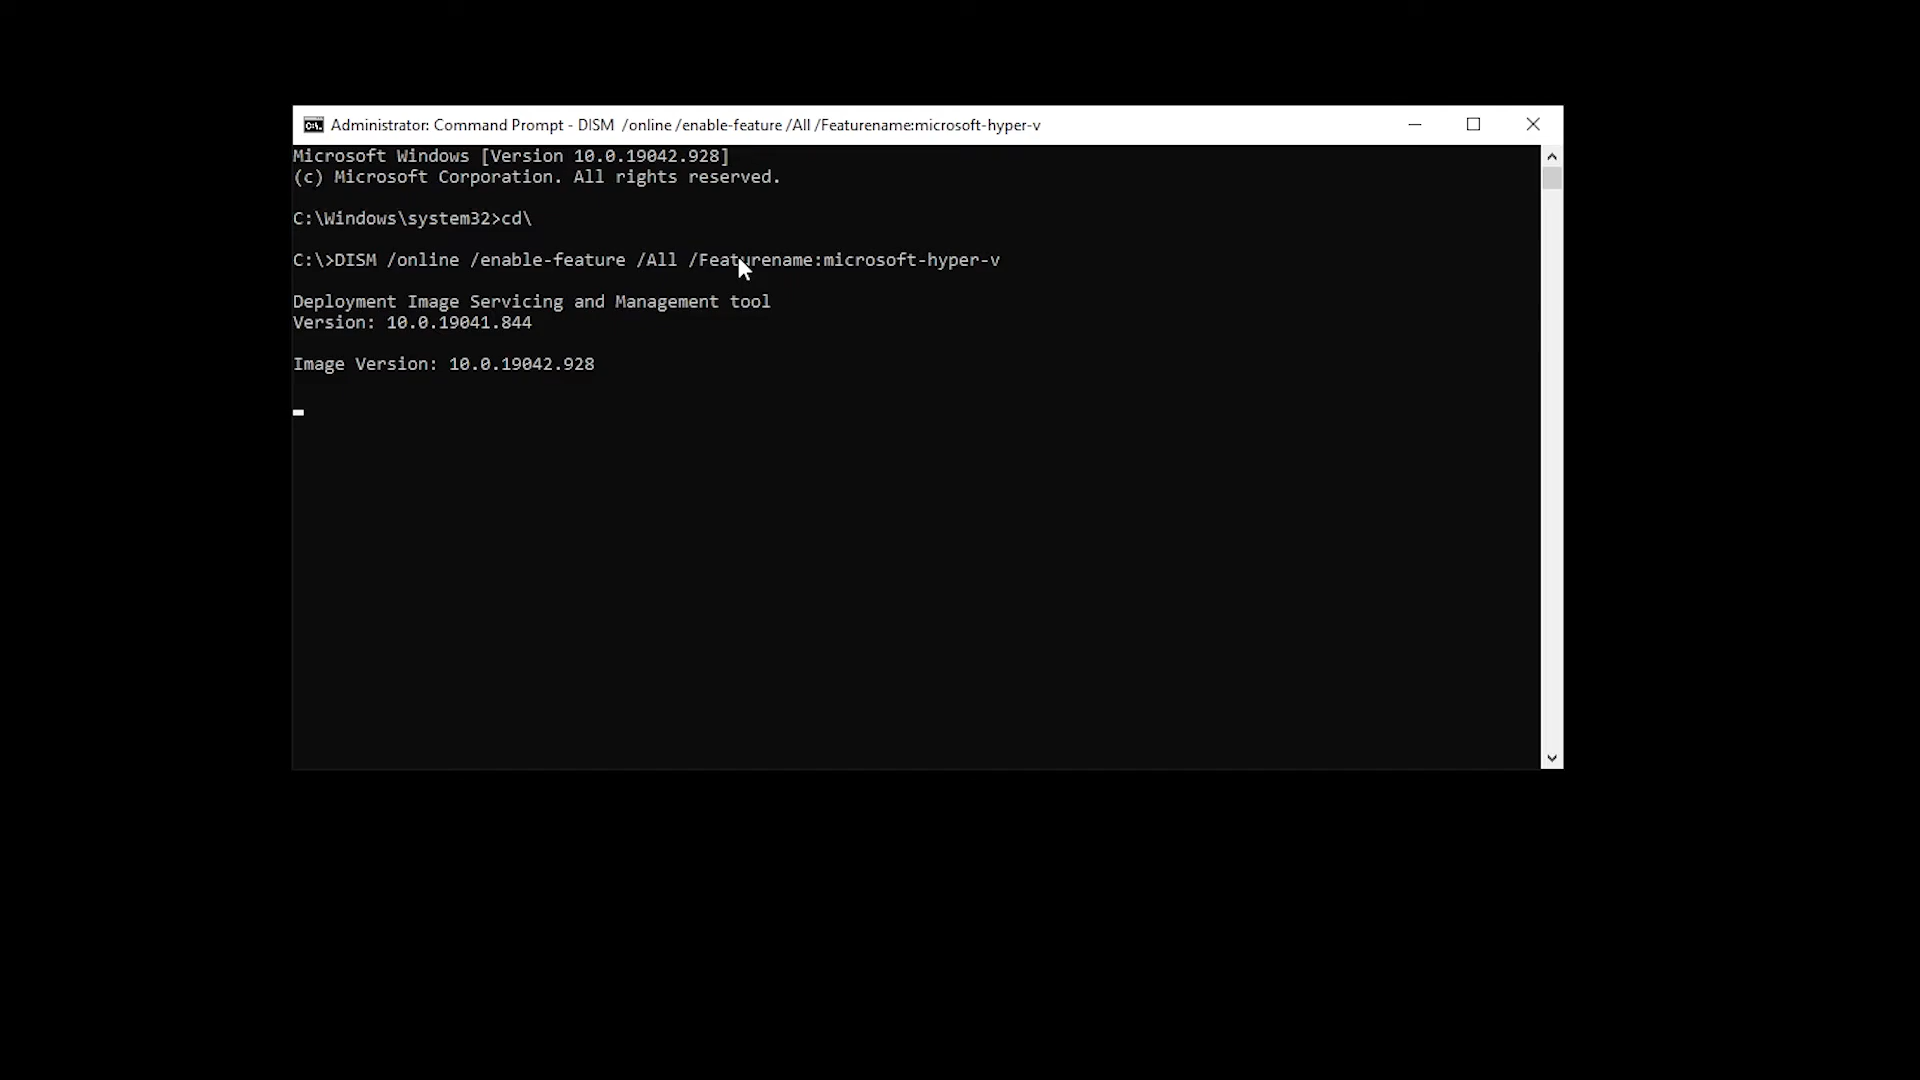 Administrator: Command Prompt - DISM  /online /enable-feature /All /Featurename:microsoft-hyper-v
Microsoft Windows [Version 10.0.19042.928]
(c) Microsoft Corporation. All rights reserved.
C:\Windows\system32>cd\
C:\>DISM /online /enable-feature /All /Featurename:microsoft-hyper-v
Deployment Image Servicing and Management tool
Version: 10.0.19041.844
Image Version: 10.0.19042.928